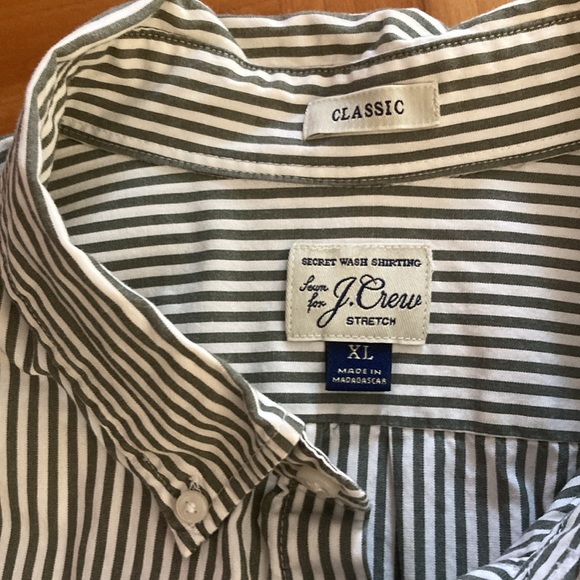 CLASSIC
SECRET WASH SHIRTING
Sewn for J.Crew
STRETCH
XL
MADE IN
MADAGASCAR